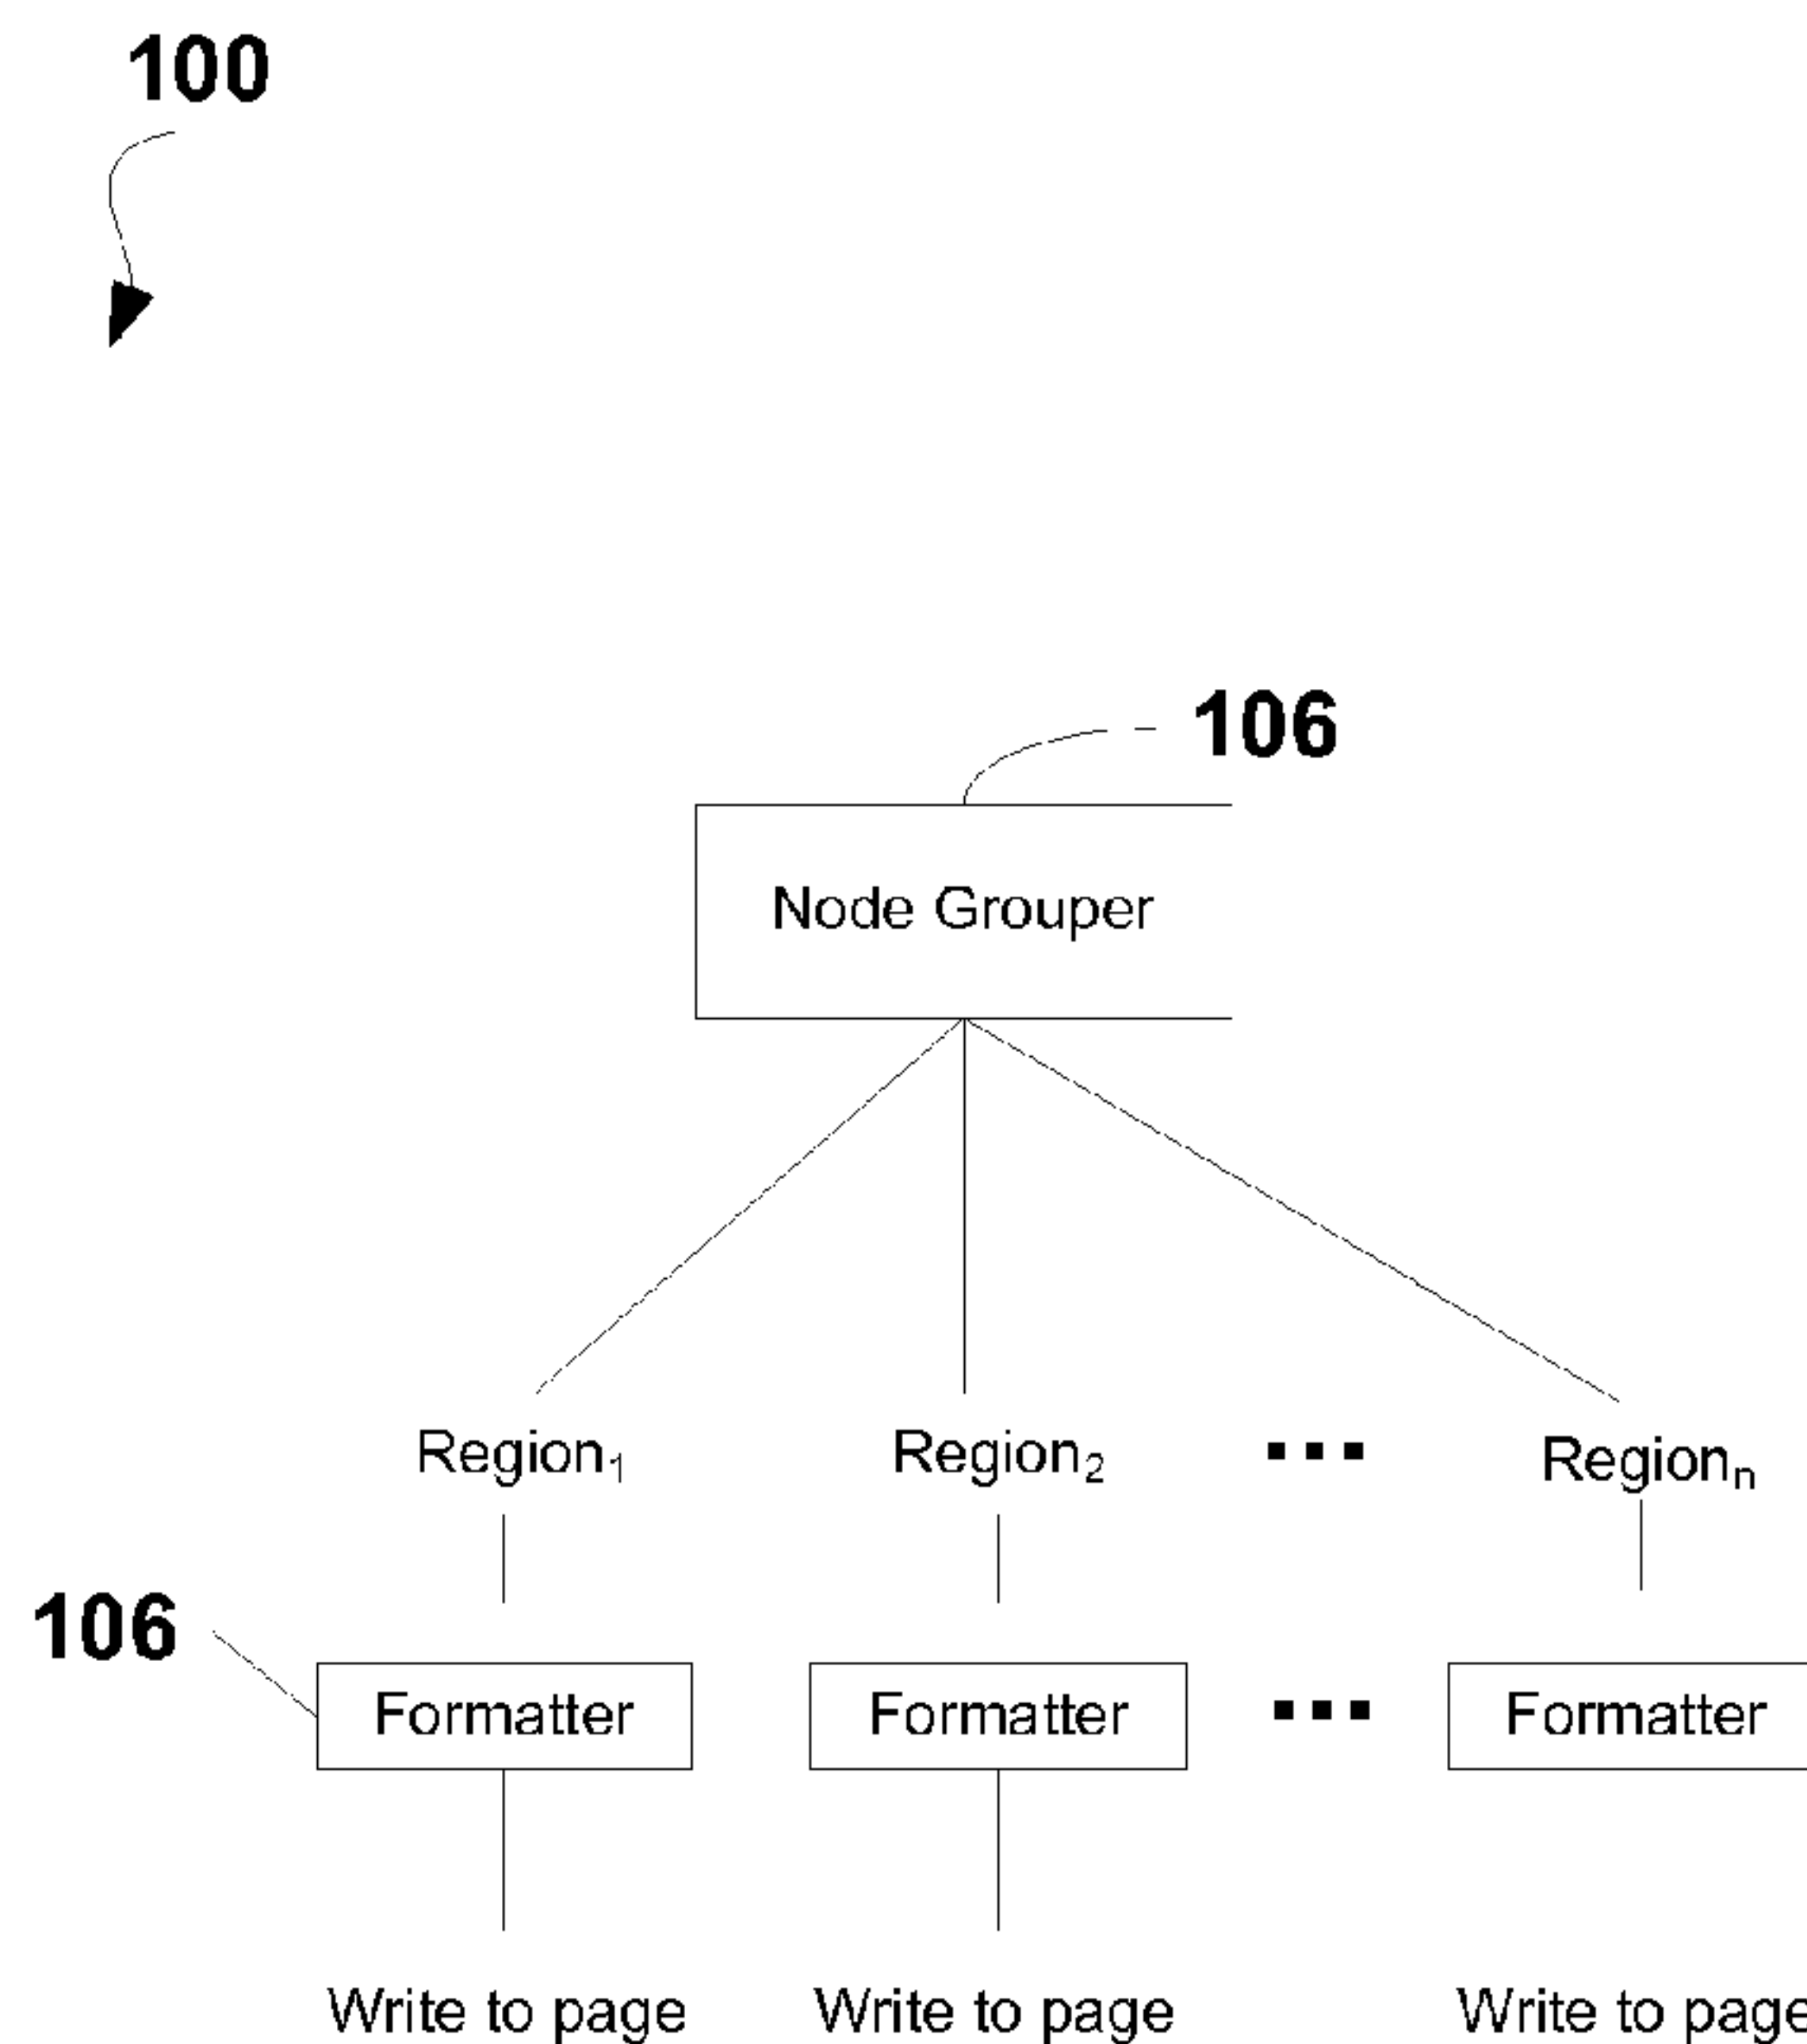 100
106
Node Grouper
Region1 Region2 ... Regionn
106
Formatter Formatter ... Formatter
Write to page Write to page Write to page